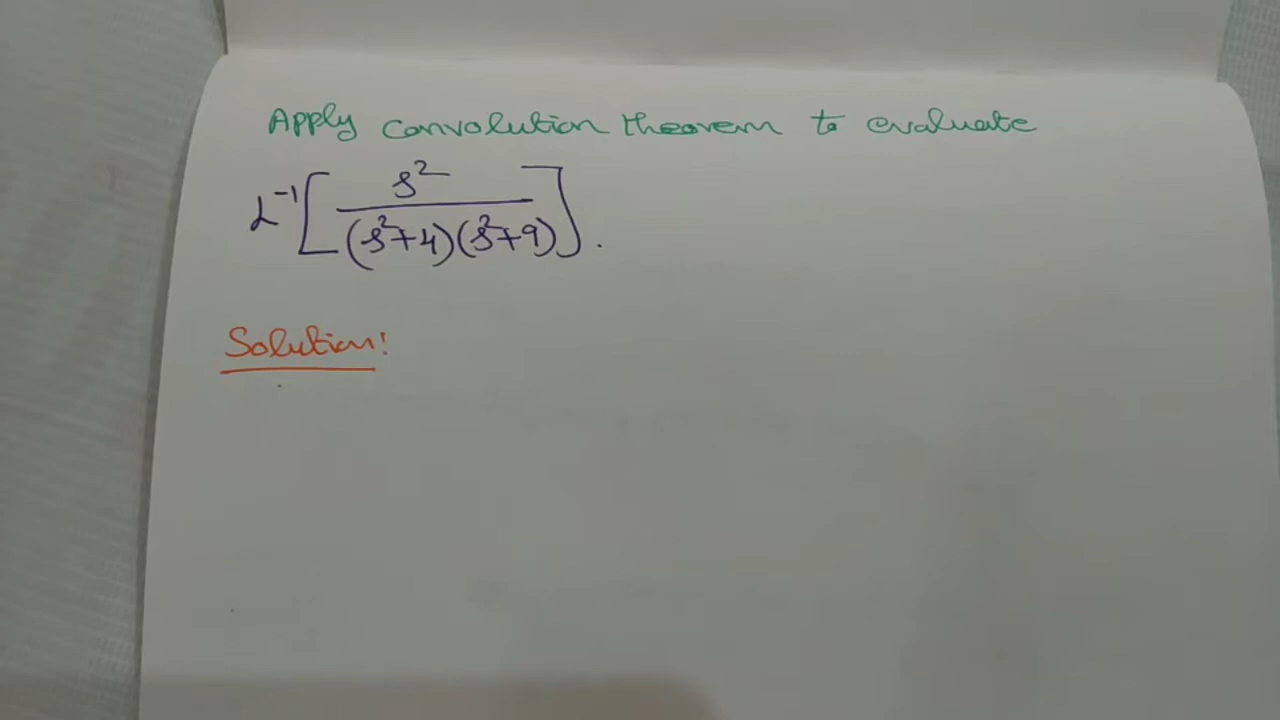 Apply convolution theorem to evaluate
L⁻¹[s²/((s²+4)(s²+9))].
Solution: